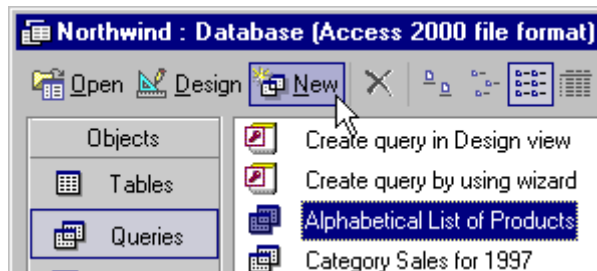 Northwind : Database (Access 2000 file format)
Open Design New
Objects
Tables
Queries
Create query in Design view
Create query by using wizard
Alphabetical List of Products
Category Sales for 1997